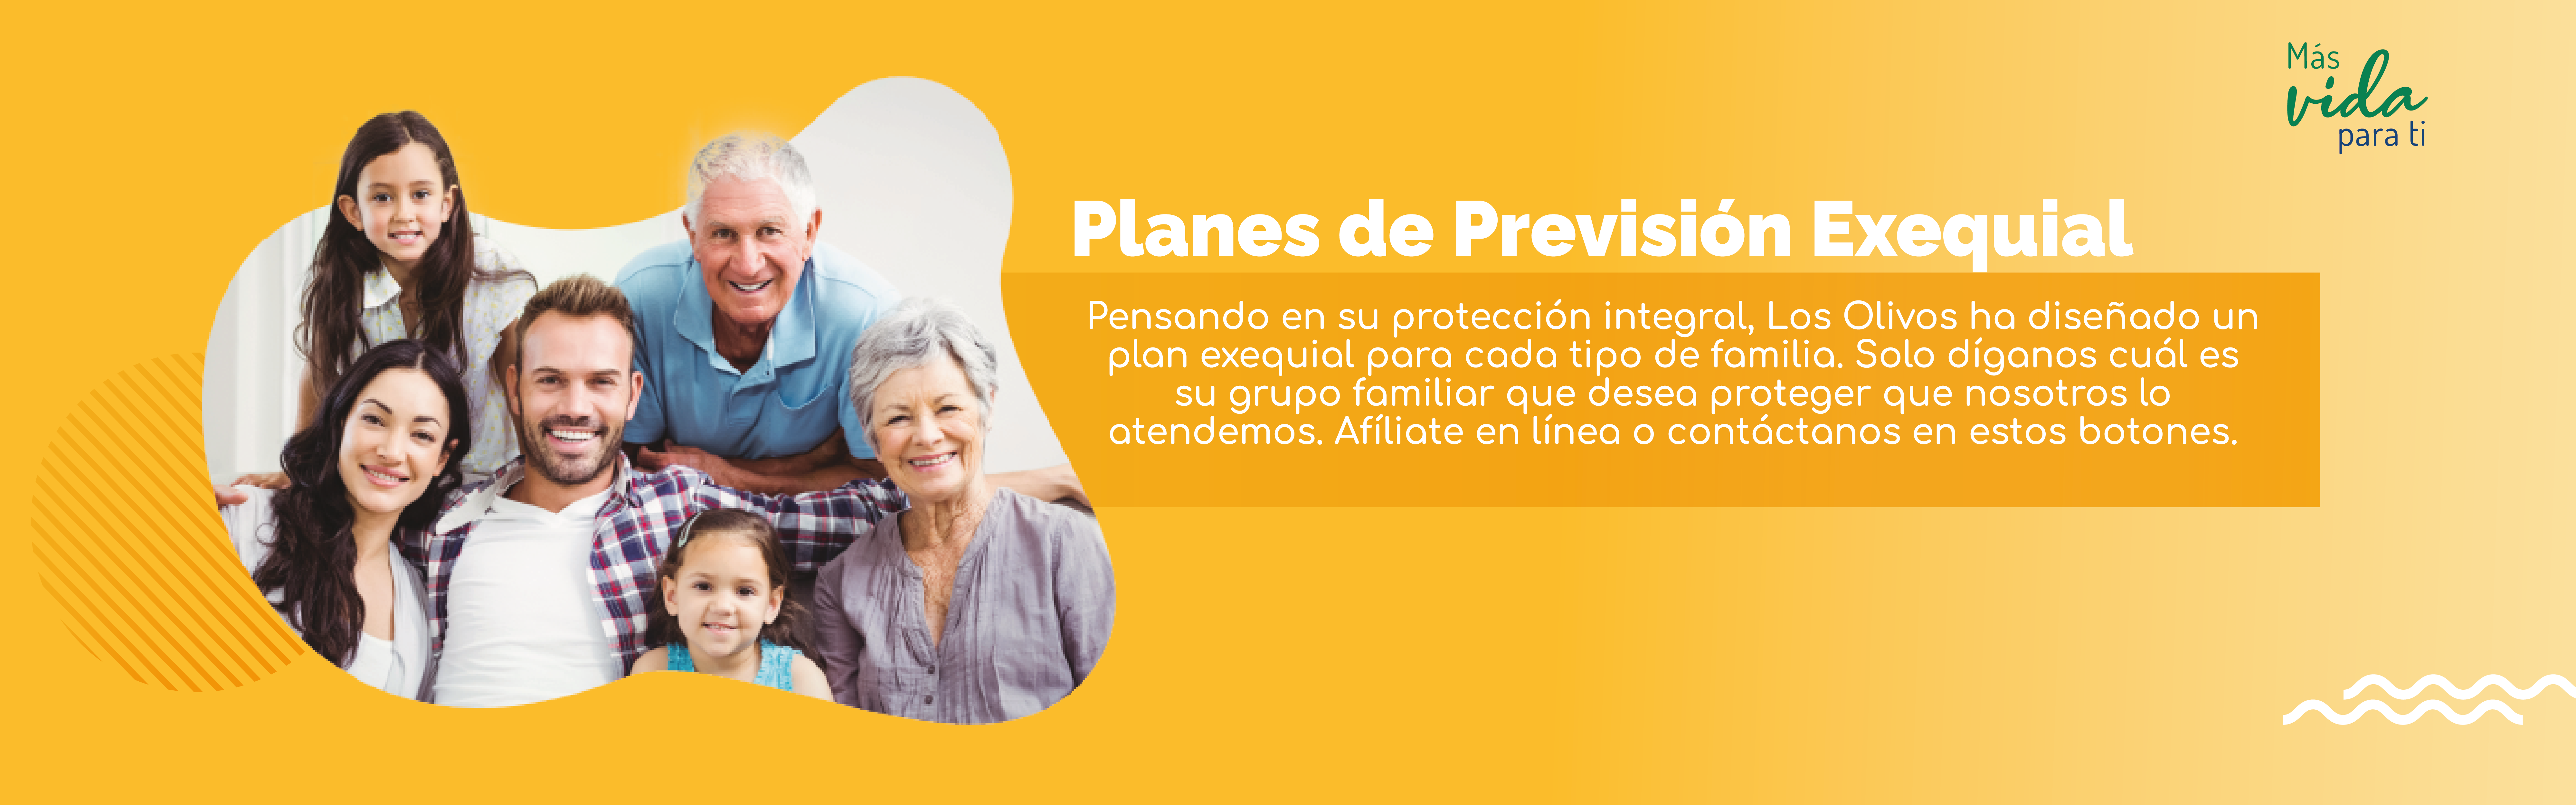 Más
vida
para ti
Planes de Previsión Exequial
Pensando en su protección integral, Los Olivos ha diseñado un
plan exequial para cada tipo de familia. Solo díganos cuál es
su grupo familiar que desea proteger que nosotros lo
atendemos. Afíliate en línea o contáctanos en estos botones.